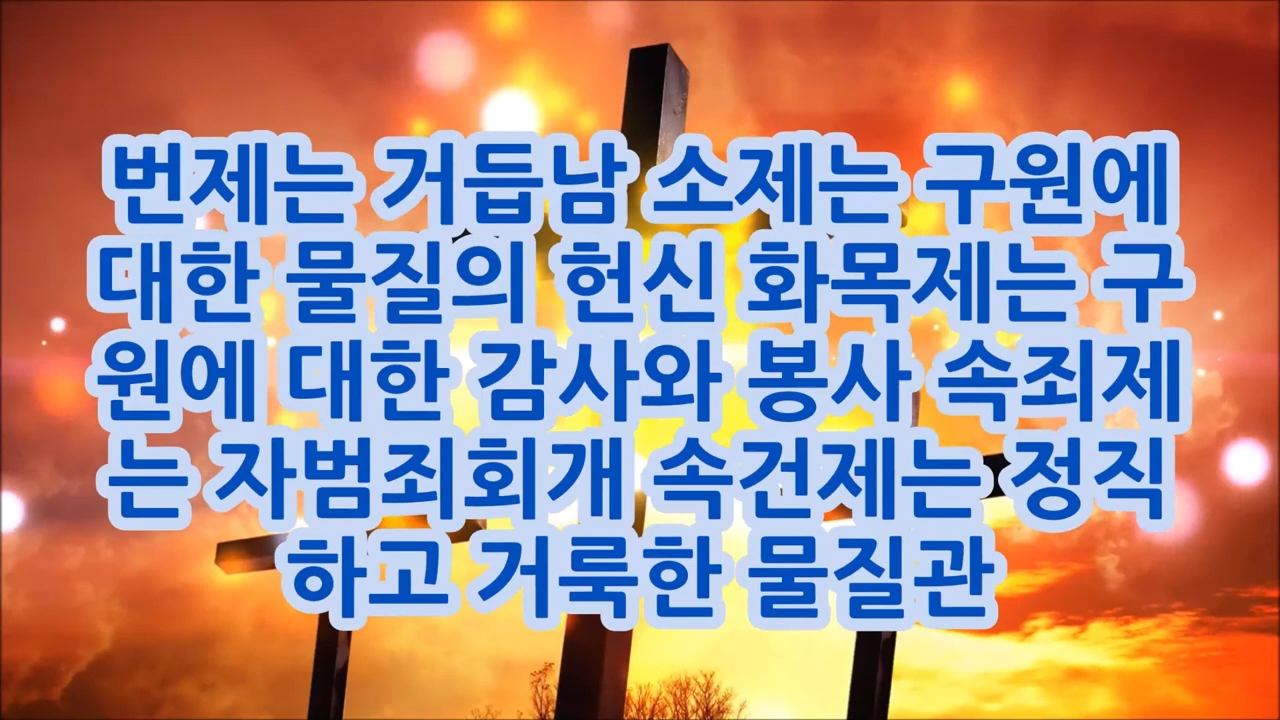 번제는 거듭남 소제는 구원에
대한 물질의 헌신 화목제는 구
원에 대한 감사와 봉사 속죄제
는 자범죄회개 속건제는 정직
하고 거룩한 물질관